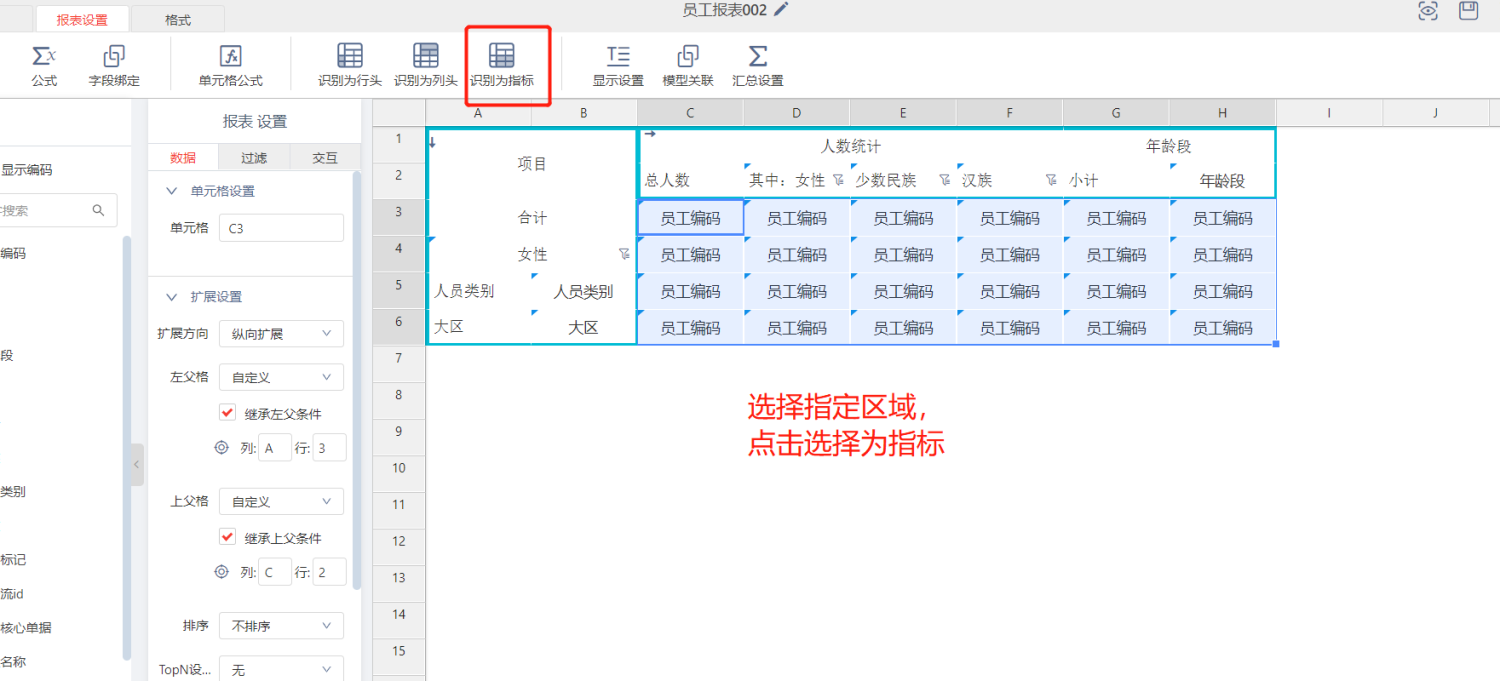 员工报表002
报表设置 格式
公式 字段绑定 单元格公式 识别为行头 识别为列头 识别为指标 显示设置 模型关联 汇总设置
A B C D E F G H I J
报表 设置
显示编码
数据 过滤 交互
搜索
单元格设置
单元格 C3
编码
扩展设置
扩展方向 纵向扩展
段
左父格 自定义
继承左父条件
列: A 行: 3
类别
上父格 自定义
继承上父条件
标记
列: C 行: 2
流id
核心单据
排序 不排序
名称
TopN设... 无
1 项目 人数统计 年龄段
2 总人数 其中：女性 少数民族 汉族 小计 年龄段
3 合计 员工编码 员工编码 员工编码 员工编码 员工编码 员工编码
4 女性 员工编码 员工编码 员工编码 员工编码 员工编码 员工编码
5 人员类别 人员类别 员工编码 员工编码 员工编码 员工编码 员工编码 员工编码
6 大区 大区 员工编码 员工编码 员工编码 员工编码 员工编码 员工编码
7
8
9
10
11
12
13
14
15
选择指定区域，
点击选择为指标